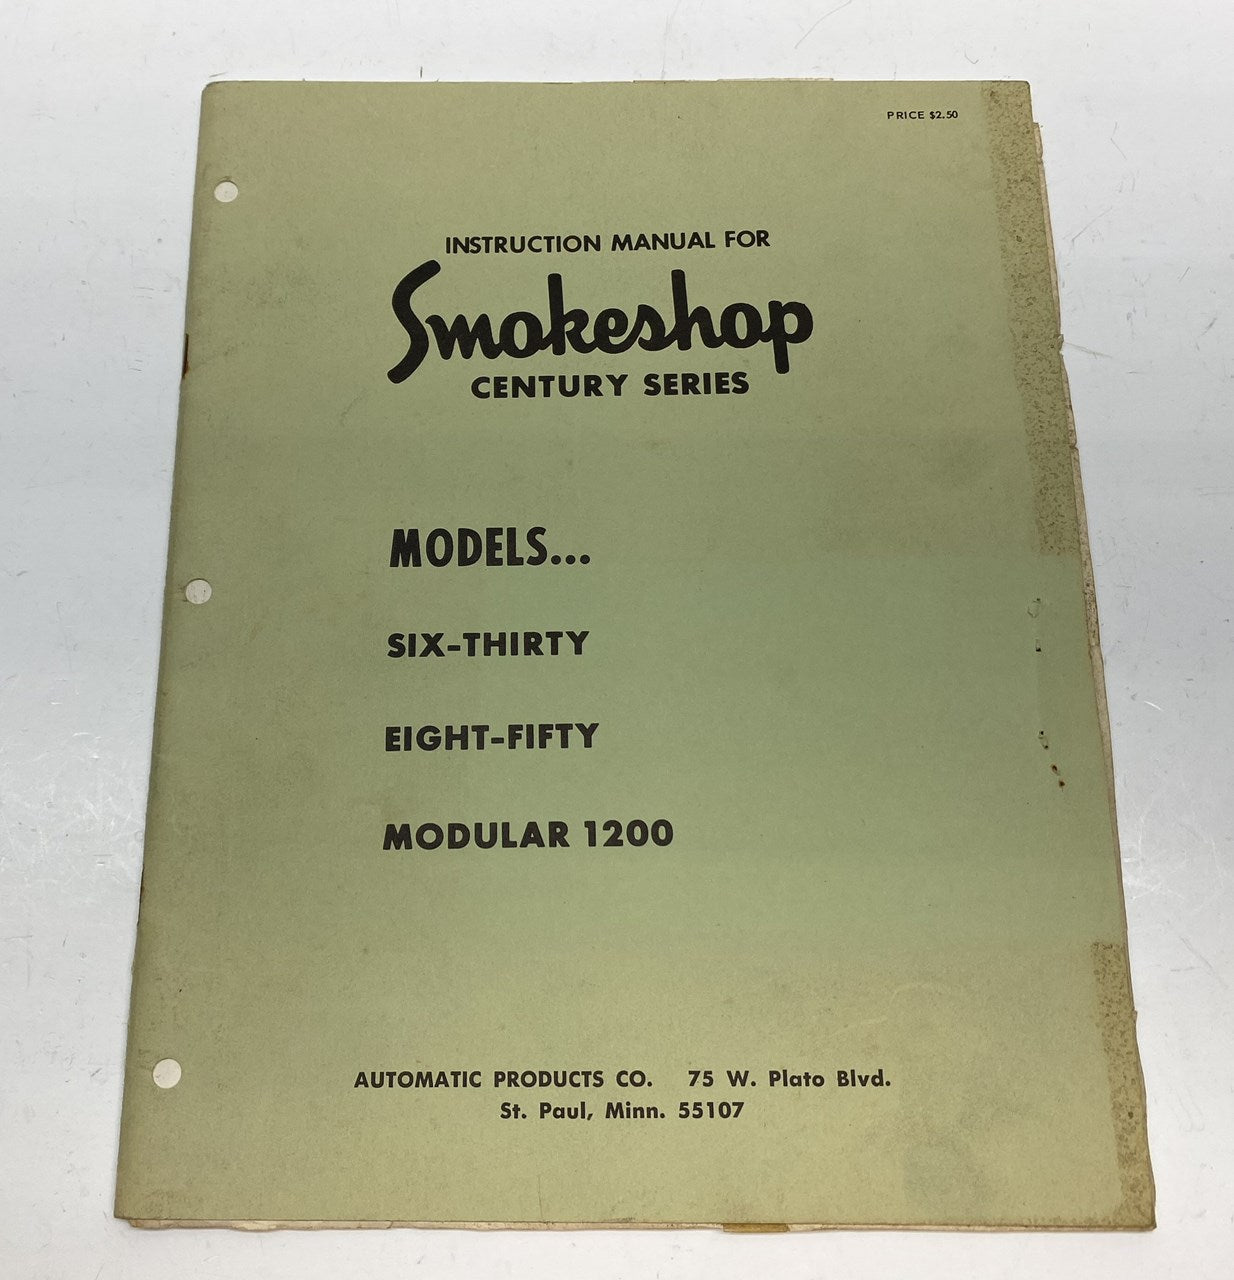 PRICE $2.50
INSTRUCTION MANUAL FOR
Smokeshop
CENTURY SERIES
MODELS...
SIX-THIRTY
EIGHT-FIFTY
MODULAR 1200
AUTOMATIC PRODUCTS CO. 75 W. Plato Blvd.
St. Paul, Minn. 55107